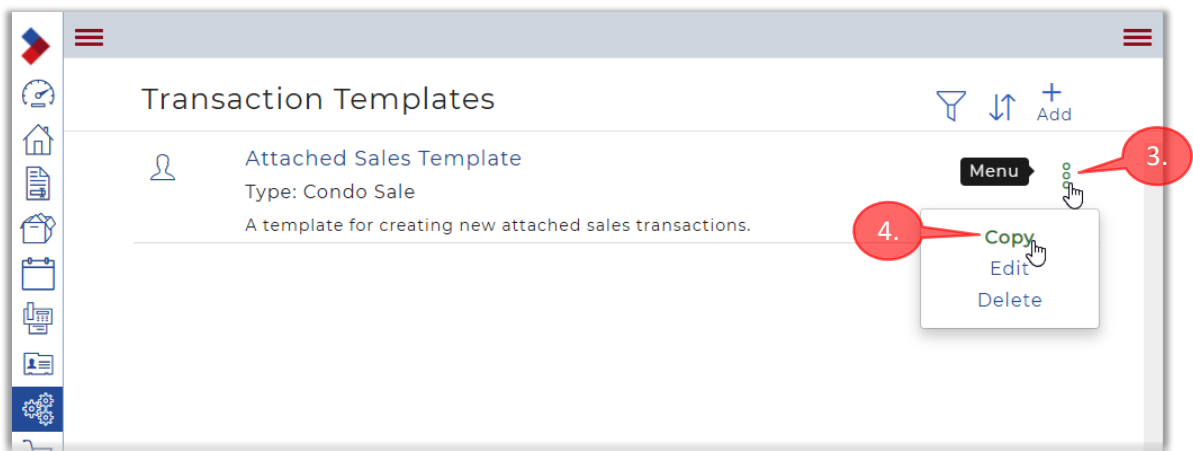 Transaction Templates
Add
Attached Sales Template
Menu
3.
Type: Condo Sale
A template for creating new attached sales transactions.
4.
Copy
Edit
Delete